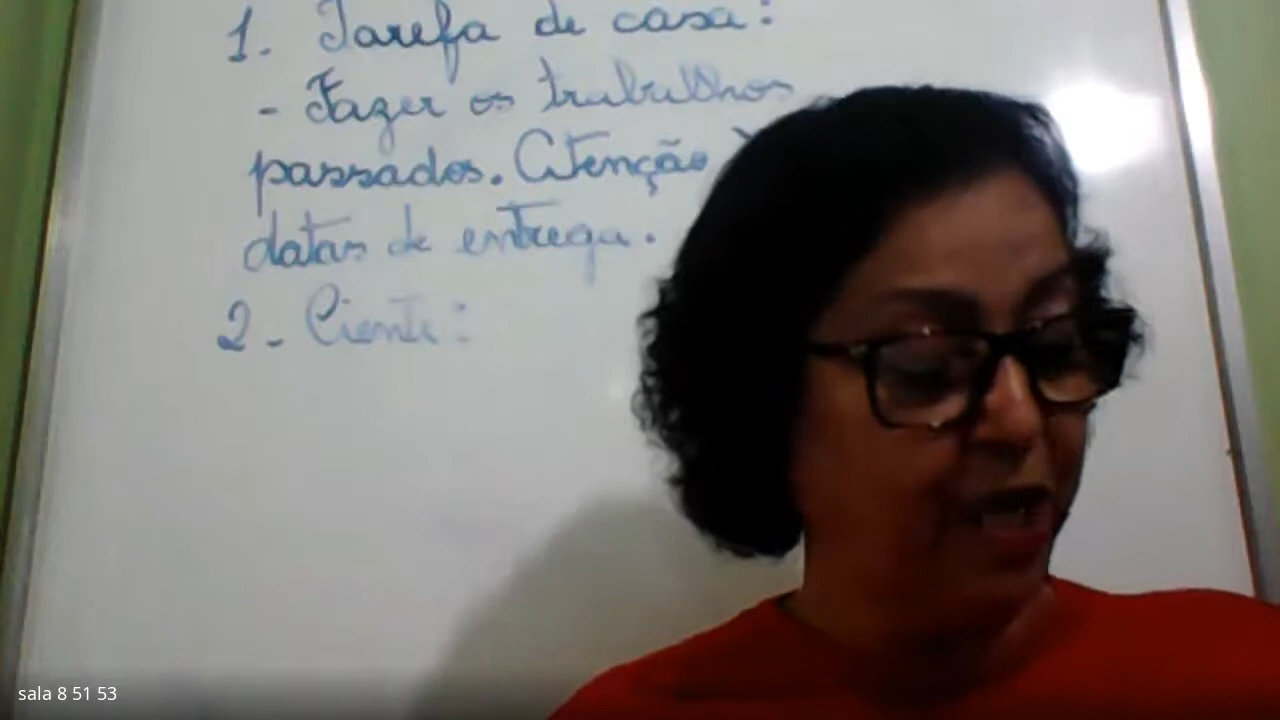 1. Tarefa de casa:
- Fazer os trabalhos
passados. Atenção
datas de entrega.
2 - Ciente:
sala 8 51 53